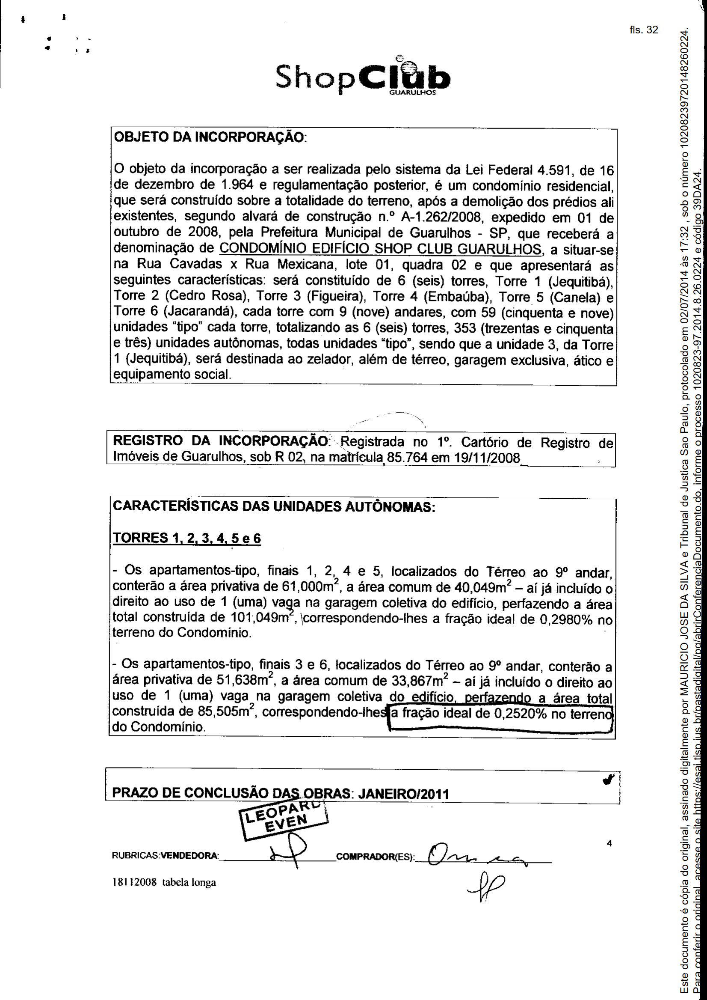 fls. 32
ShopClub
GUARULHOS
OBJETO DA INCORPORAÇÃO:
O objeto da incorporação a ser realizada pelo sistema da Lei Federal 4.591, de 16
de dezembro de 1.964 e regulamentação posterior, é um condomínio residencial,
que será construído sobre a totalidade do terreno, após a demolição dos prédios ali
existentes, segundo alvará de construção n.º A-1.262/2008, expedido em 01 de
outubro de 2008, pela Prefeitura Municipal de Guarulhos - SP, que receberá a
denominação de CONDOMÍNIO EDIFÍCIO SHOP CLUB GUARULHOS, a situar-se
na Rua Cavadas x Rua Mexicana, lote 01, quadra 02 e que apresentará as
seguintes características: será constituído de 6 (seis) torres, Torre 1 (Jequitibá),
Torre 2 (Cedro Rosa), Torre 3 (Figueira), Torre 4 (Embaúba), Torre 5 (Canela) e
Torre 6 (Jacarandá), cada torre com 9 (nove) andares, com 59 (cinquenta e nove)
unidades “tipo” cada torre, totalizando as 6 (seis) torres, 353 (trezentas e cinquenta
e três) unidades autônomas, todas unidades “tipo”, sendo que a unidade 3, da Torre
1 (Jequitibá), será destinada ao zelador, além de térreo, garagem exclusiva, ático e
equipamento social.
REGISTRO DA INCORPORAÇÃO: Registrada no 1º. Cartório de Registro de
Imóveis de Guarulhos, sob R 02, na matrícula 85.764 em 19/11/2008
CARACTERÍSTICAS DAS UNIDADES AUTÔNOMAS:
TORRES 1, 2, 3, 4, 5 e 6
- Os apartamentos-tipo, finais 1, 2, 4 e 5, localizados do Térreo ao 9º andar,
conterão a área privativa de 61,000m², a área comum de 40,049m² – aí já incluído o
direito ao uso de 1 (uma) vaga na garagem coletiva do edifício, perfazendo a área
total construída de 101,049m², correspondendo-lhes a fração ideal de 0,2980% no
terreno do Condomínio.
- Os apartamentos-tipo, finais 3 e 6, localizados do Térreo ao 9º andar, conterão a
área privativa de 51,638m², a área comum de 33,867m² – aí já incluído o direito ao
uso de 1 (uma) vaga na garagem coletiva do edifício, perfazendo a área total
construída de 85,505m², correspondendo-lhes a fração ideal de 0,2520% no terreno
do Condomínio.
PRAZO DE CONCLUSÃO DAS OBRAS: JANEIRO/2011
EVEN
4
RUBRICAS:VENDEDORA: COMPRADOR(ES):
18112008 tabela longa
Este documento é cópia do original, assinado digitalmente por MAURICIO JOSE DA SILVA e Tribunal de Justica Sao Paulo, protocolado em 02/07/2014 às 17:32 , sob o número 10208239720148260224.
Para conferir o original, acesse o site https://esaj.tjsp.jus.br/pastadigital/pg/abrirConferenciaDocumento.do, informe o processo 1020823-97.2014.8.26.0224 e código 39DA24.